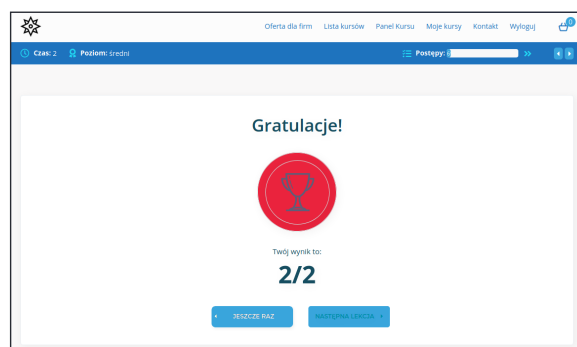 Oferta dla firm Lista kursów Panel Kursu Moje kursy Kontakt Wyloguj 0
Czas: 2 Poziom: średni Postępy:
Gratulacje!
Twój wynik to:
2/2
JESZCZE RAZ NASTĘPNA LEKCJA